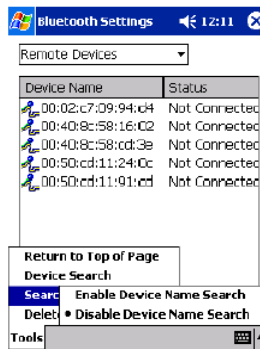 Bluetooth Settings 12:11
Remote Devices
Device Name Status
00:02:c7:09:94:d4 Not Connected
00:40:8c:58:16:02 Not Connected
00:40:8c:58:cd:3e Not Connected
00:50:cd:11:24:0c Not Connected
00:50:cd:11:91:cd Not Connected
Return to Top of Page
Device Search
Searc Enable Device Name Search
Delet • Disable Device Name Search
Tools